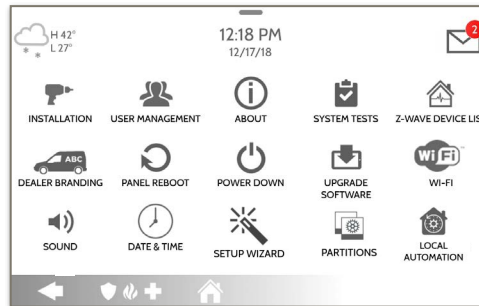 H 42°
L 27°
12:18 PM
12/17/18
2
INSTALLATION
USER MANAGEMENT
ABOUT
SYSTEM TESTS
Z-WAVE DEVICE LIS
ABC
WiFi
DEALER BRANDING
PANEL REBOOT
POWER DOWN
UPGRADE
SOFTWARE
WI-FI
SOUND
DATE & TIME
SETUP WIZARD
PARTITIONS
LOCAL
AUTOMATION